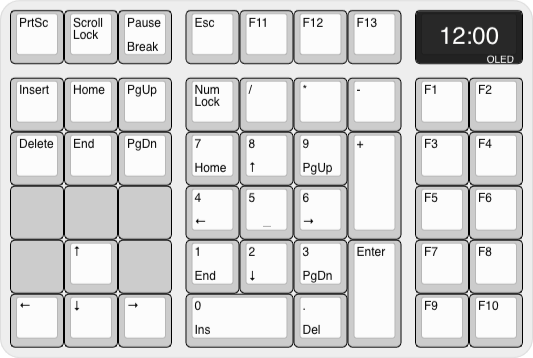 PrtSc
Scroll
Lock
Pause
Break
Esc
F11
F12
F13
12:00
OLED
Insert
Home
PgUp
Num
Lock
/
*
-
F1
F2
Delete
End
PgDn
7
Home
8
↑
9
PgUp
+
F3
F4
4
←
5
_
6
→
F5
F6
↑
1
End
2
↓
3
PgDn
Enter
F7
F8
←
↓
→
0
Ins
.
Del
F9
F10